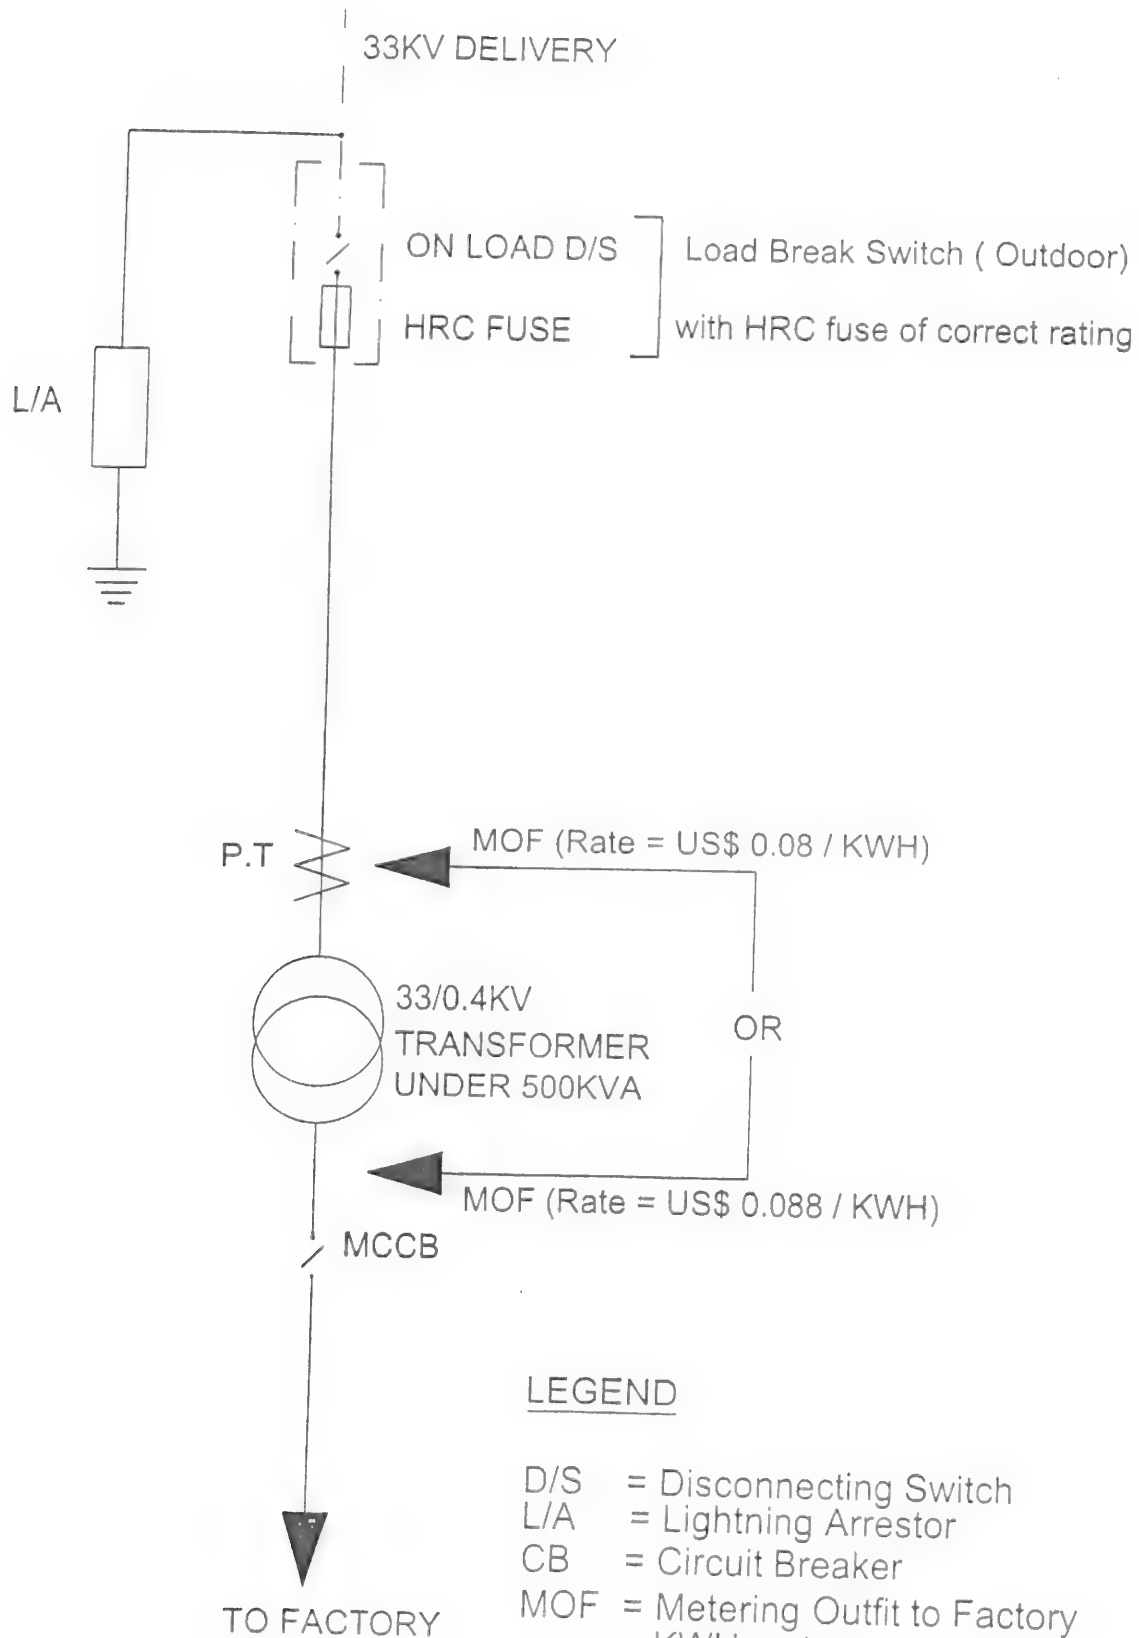 33KV DELIVERY
ON LOAD D/S
Load Break Switch ( Outdoor)
HRC FUSE
with HRC fuse of correct rating
L/A
MOF (Rate = US$ 0.08 / KWH)
P.T
33/0.4KV
TRANSFORMER
UNDER 500KVA
OR
MOF (Rate = US$ 0.088 / KWH)
MCCB
LEGEND
D/S = Disconnecting Switch
L/A = Lightning Arrestor
CB = Circuit Breaker
MOF = Metering Outfit to Factory
TO FACTORY